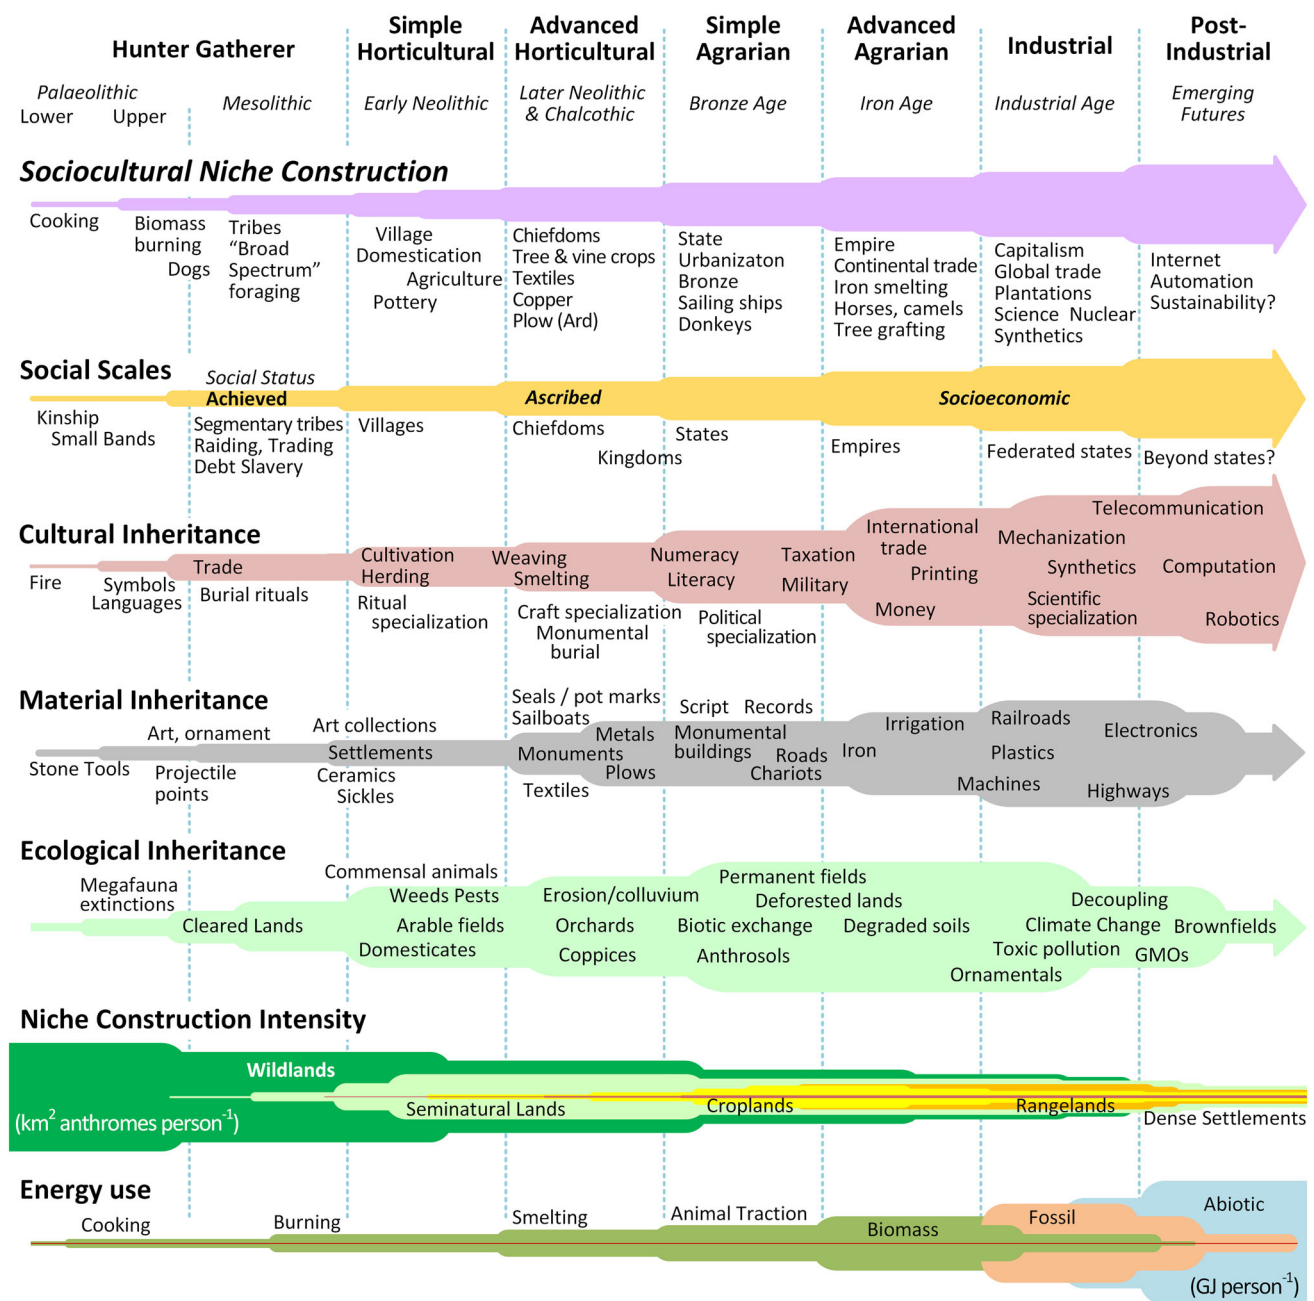 Hunter Gatherer
Simple
Horticultural
Advanced
Horticultural
Simple
Agrarian
Advanced
Agrarian
Industrial
Post-
Industrial
Palaeolithic
Lower Upper
Mesolithic
Early Neolithic
Later Neolithic
& Chalcothic
Bronze Age
Iron Age
Industrial Age
Emerging
Futures
Sociocultural Niche Construction
Cooking
Biomass
burning
Dogs
Tribes
“Broad
Spectrum”
foraging
Village
Domestication
Agriculture
Pottery
Chiefdoms
Tree & vine crops
Textiles
Copper
Plow (Ard)
State
Urbanizaton
Bronze
Sailing ships
Donkeys
Empire
Continental trade
Iron smelting
Horses, camels
Tree grafting
Capitalism
Global trade
Plantations
Science Nuclear
Synthetics
Internet
Automation
Sustainability?
Social Scales
Social Status
Achieved
Ascribed
Socioeconomic
Kinship
Small Bands
Segmentary tribes
Raiding, Trading
Debt Slavery
Villages
Chiefdoms
Kingdoms
States
Empires
Federated states
Beyond states?
Cultural Inheritance
Fire
Symbols
Languages
Trade
Burial rituals
Cultivation
Herding
Ritual
specialization
Weaving
Smelting
Craft specialization
Monumental
burial
Numeracy
Literacy
Political
specialization
Taxation
Military
International
trade
Printing
Money
Telecommunication
Mechanization
Synthetics
Scientific
specialization
Computation
Robotics
Material Inheritance
Stone Tools
Art, ornament
Projectile
points
Art collections
Settlements
Ceramics
Sickles
Seals / pot marks
Sailboats
Monuments
Textiles
Metals
Plows
Script Records
Monumental
buildings
Roads
Chariots
Iron
Irrigation
Railroads
Plastics
Machines
Electronics
Highways
Ecological Inheritance
Megafauna
extinctions
Cleared Lands
Commensal animals
Weeds Pests
Arable fields
Domesticates
Erosion/colluvium
Orchards
Coppices
Permanent fields
Deforested lands
Biotic exchange
Anthrosols
Degraded soils
Decoupling
Climate Change
Toxic pollution
Ornamentals
Brownfields
GMOs
Niche Construction Intensity
Wildlands
(km² anthromes person⁻¹)
Seminatural Lands
Croplands
Rangelands
Dense Settlements
Energy use
Cooking
Burning
Smelting
Animal Traction
Biomass
Fossil
Abiotic
(GJ person⁻¹)